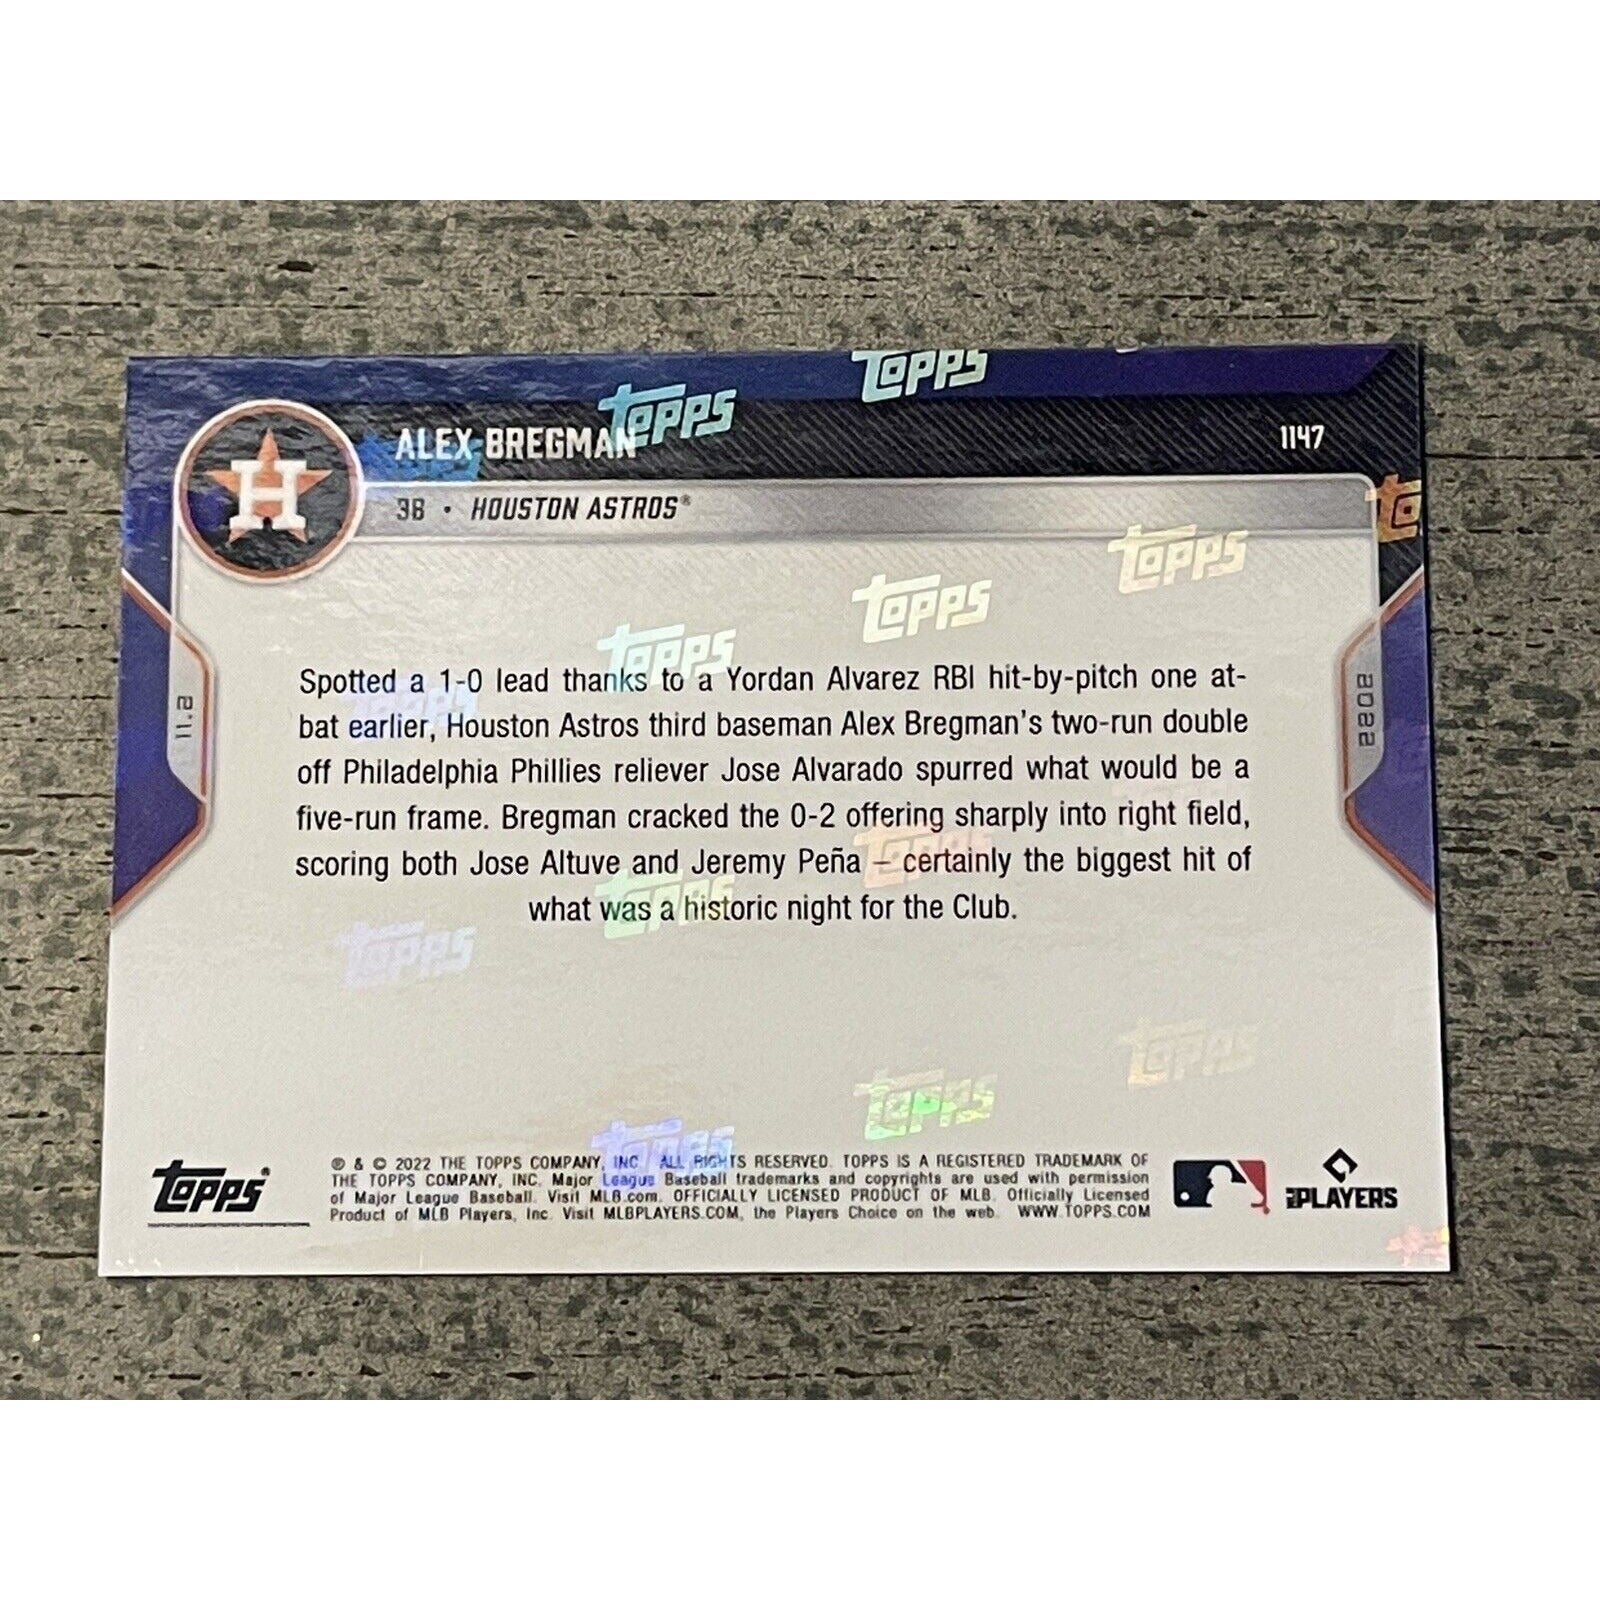 ALEX BREGMAN
1147
3B • HOUSTON ASTROS®
H
11.2
2022
Spotted a 1-0 lead thanks to a Yordan Alvarez RBI hit-by-pitch one at-
bat earlier, Houston Astros third baseman Alex Bregman's two-run double
off Philadelphia Phillies reliever Jose Alvarado spurred what would be a
five-run frame. Bregman cracked the 0-2 offering sharply into right field,
scoring both Jose Altuve and Jeremy Peña – certainly the biggest hit of
what was a historic night for the Club.
Topps®
® & © 2022 THE TOPPS COMPANY, INC. ALL RIGHTS RESERVED. TOPPS IS A REGISTERED TRADEMARK OF
THE TOPPS COMPANY, INC. Major League Baseball trademarks and copyrights are used with permission
of Major League Baseball. Visit MLB.com. OFFICIALLY LICENSED PRODUCT OF MLB. Officially Licensed
Product of MLB Players, Inc. Visit MLBPLAYERS.COM, the Players Choice on the web. WWW.TOPPS.COM
MLB PLAYERS
Topps
Topps
Topps
To
Topps
Topps
Topps
Topps
Topps
Topps
Topps
Topps
Topps
Topps